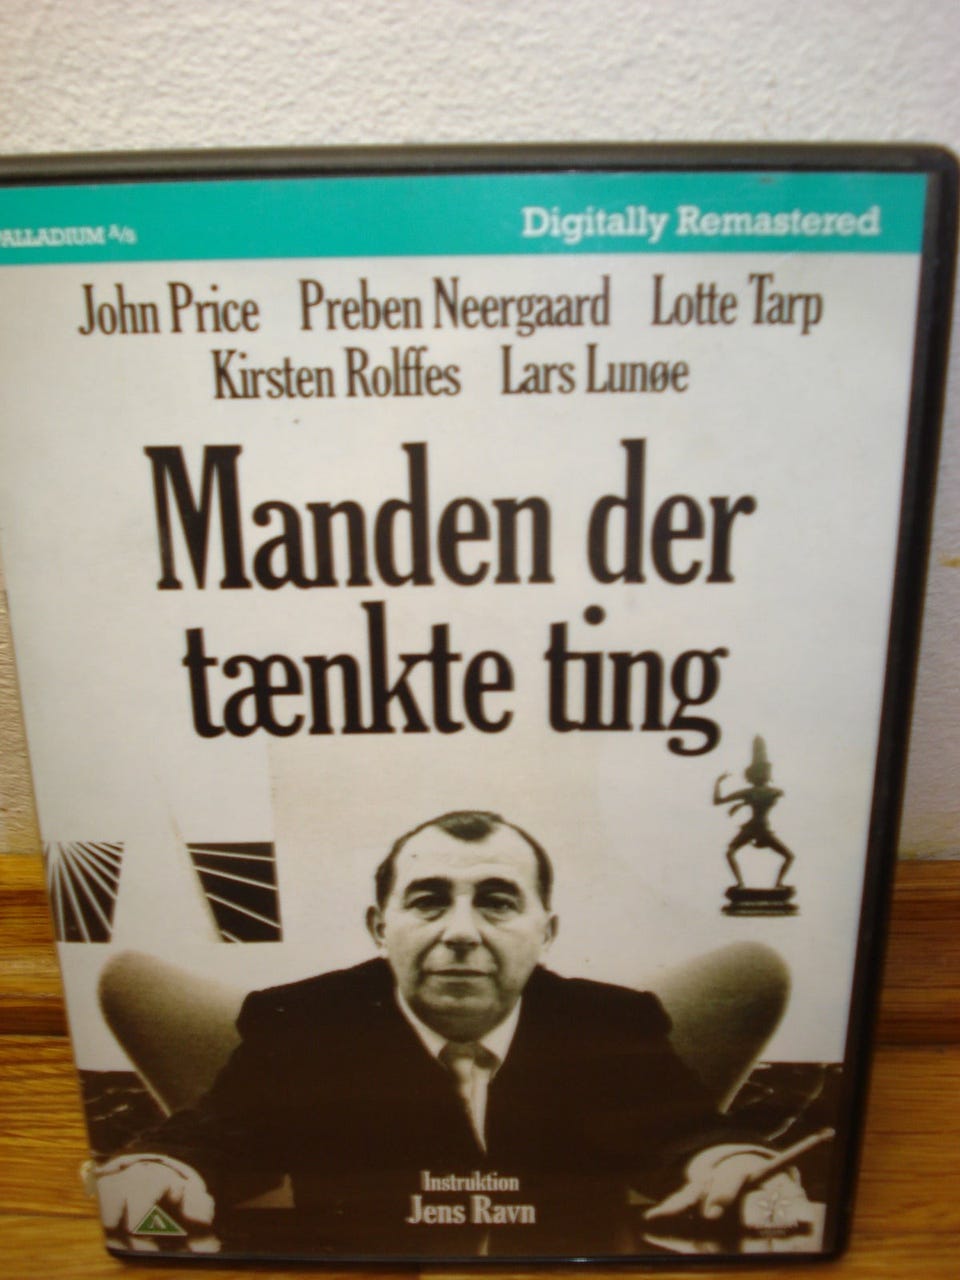 PALLADIUM A/S
Digitally Remastered
John Price Preben Neergaard Lotte Tarp
Kirsten Rolffes Lars Lunøe
Manden der
tænkte ting
Instruktion
Jens Ravn
A